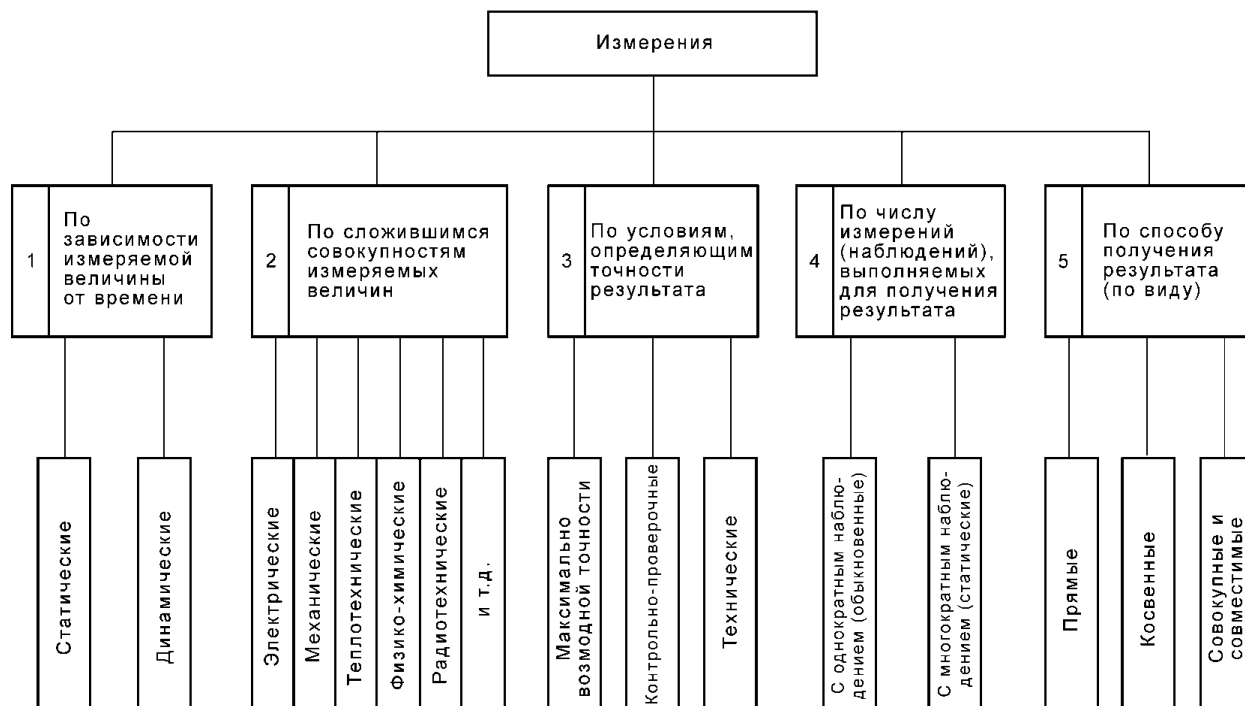 Измерения
1
По
зависимости
измеряемой
величины
от времени
2
По сложившимся
совокупностям
измеряемых
величин
3
По условиям,
определяющим
точности
результата
4
По числу
измерений
(наблюдений),
выполняемых
для получения
результата
5
По способу
получения
результата
(по виду)
Статические
Динамические
Электрические
Механические
Теплотехнические
Физико-химические
Радиотехнические
и т.д.
Максимально
возмодной точности
Контрольно-проверочные
Технические
С однократным наблю-
дением (обыкновенные)
С многократным наблю-
дением (статические)
Прямые
Косвенные
Совокупные и
совместимые